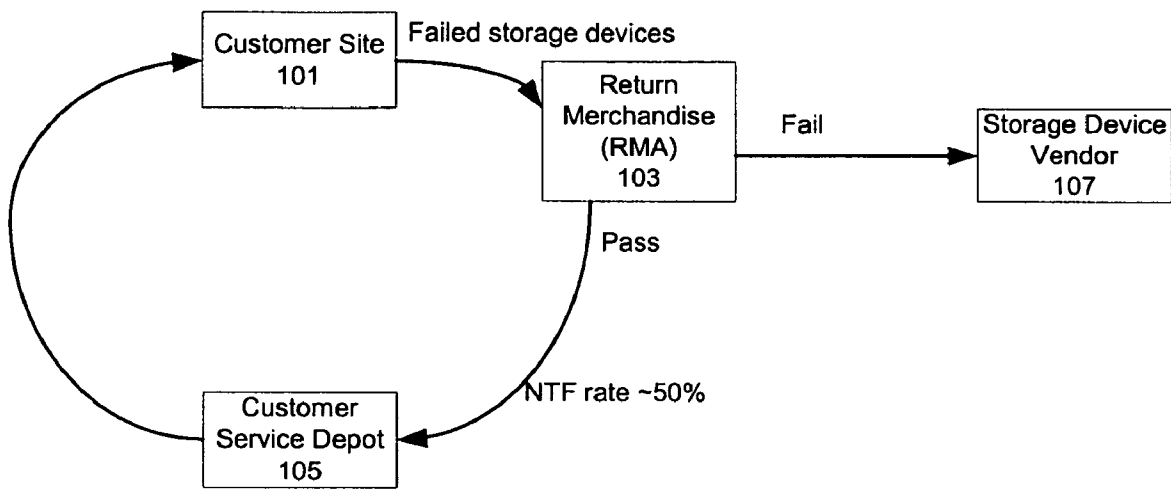 Customer Site
101
Failed storage devices
Return
Merchandise
(RMA)
103
Fail
Storage Device
Vendor
107
Pass
NTF rate ~50%
Customer
Service Depot
105